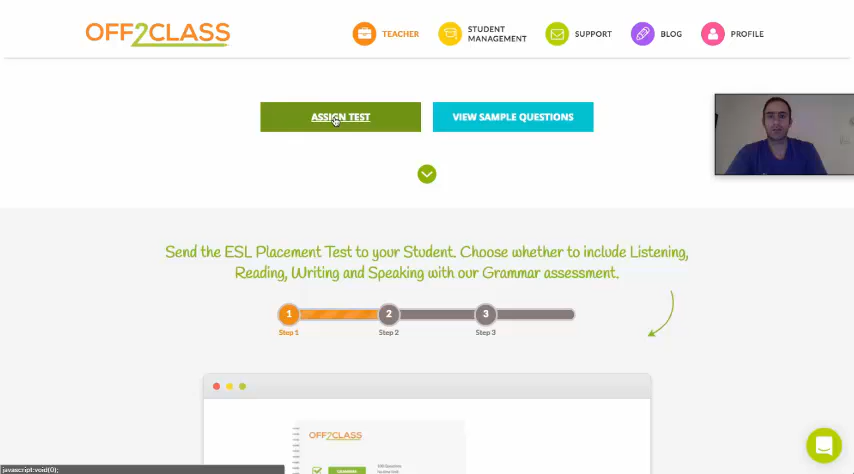 OFF2CLASS
TEACHER
STUDENT
MANAGEMENT
SUPPORT
BLOG
PROFILE
ASSIGN TEST
VIEW SAMPLE QUESTIONS
Send the ESL Placement Test to your Student. Choose whether to include Listening,
Reading, Writing and Speaking with our Grammar assessment.
1
2
3
Step 1
Step 2
Step 3
OFF2CLASS
GRAMMAR
javascript:void(0);